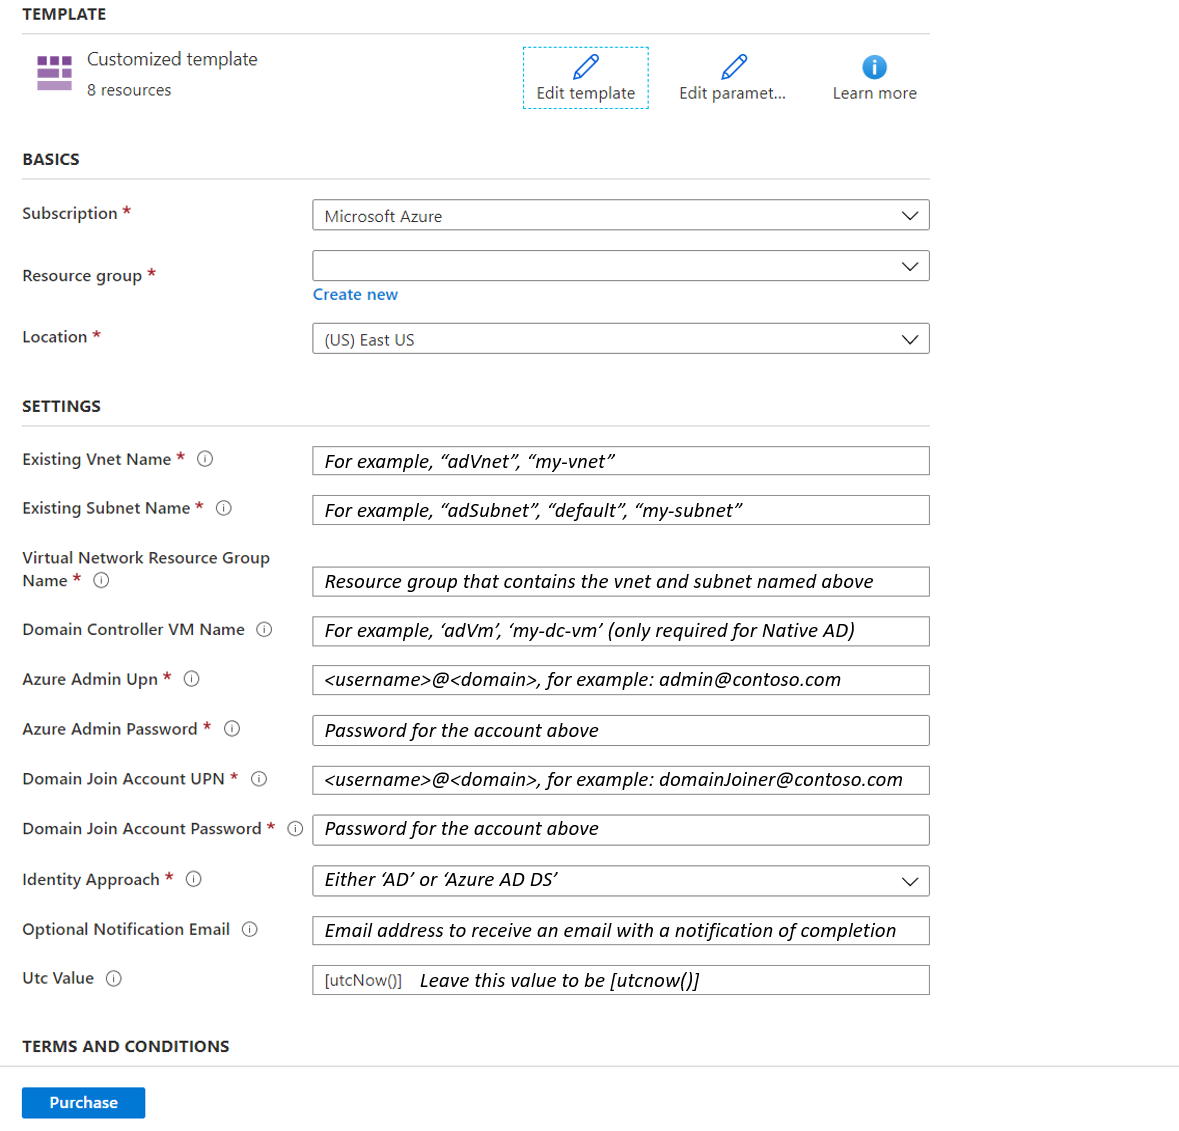 TEMPLATE
Customized template
8 resources
Edit template
Edit paramet...
Learn more
BASICS
Subscription *
Microsoft Azure
Resource group *
Create new
Location *
(US) East US
SETTINGS
Existing Vnet Name *
For example, “adVnet”, “my-vnet”
Existing Subnet Name *
For example, “adSubnet”, “default”, “my-subnet”
Virtual Network Resource Group
Name *
Resource group that contains the vnet and subnet named above
Domain Controller VM Name
For example, ‘adVm’, ‘my-dc-vm’ (only required for Native AD)
Azure Admin Upn *
<username>@<domain>, for example: admin@contoso.com
Azure Admin Password *
Password for the account above
Domain Join Account UPN *
<username>@<domain>, for example: domainJoiner@contoso.com
Domain Join Account Password *
Password for the account above
Identity Approach *
Either ‘AD’ or ‘Azure AD DS’
Optional Notification Email
Email address to receive an email with a notification of completion
Utc Value
[utcNow()] Leave this value to be [utcnow()]
TERMS AND CONDITIONS
Purchase